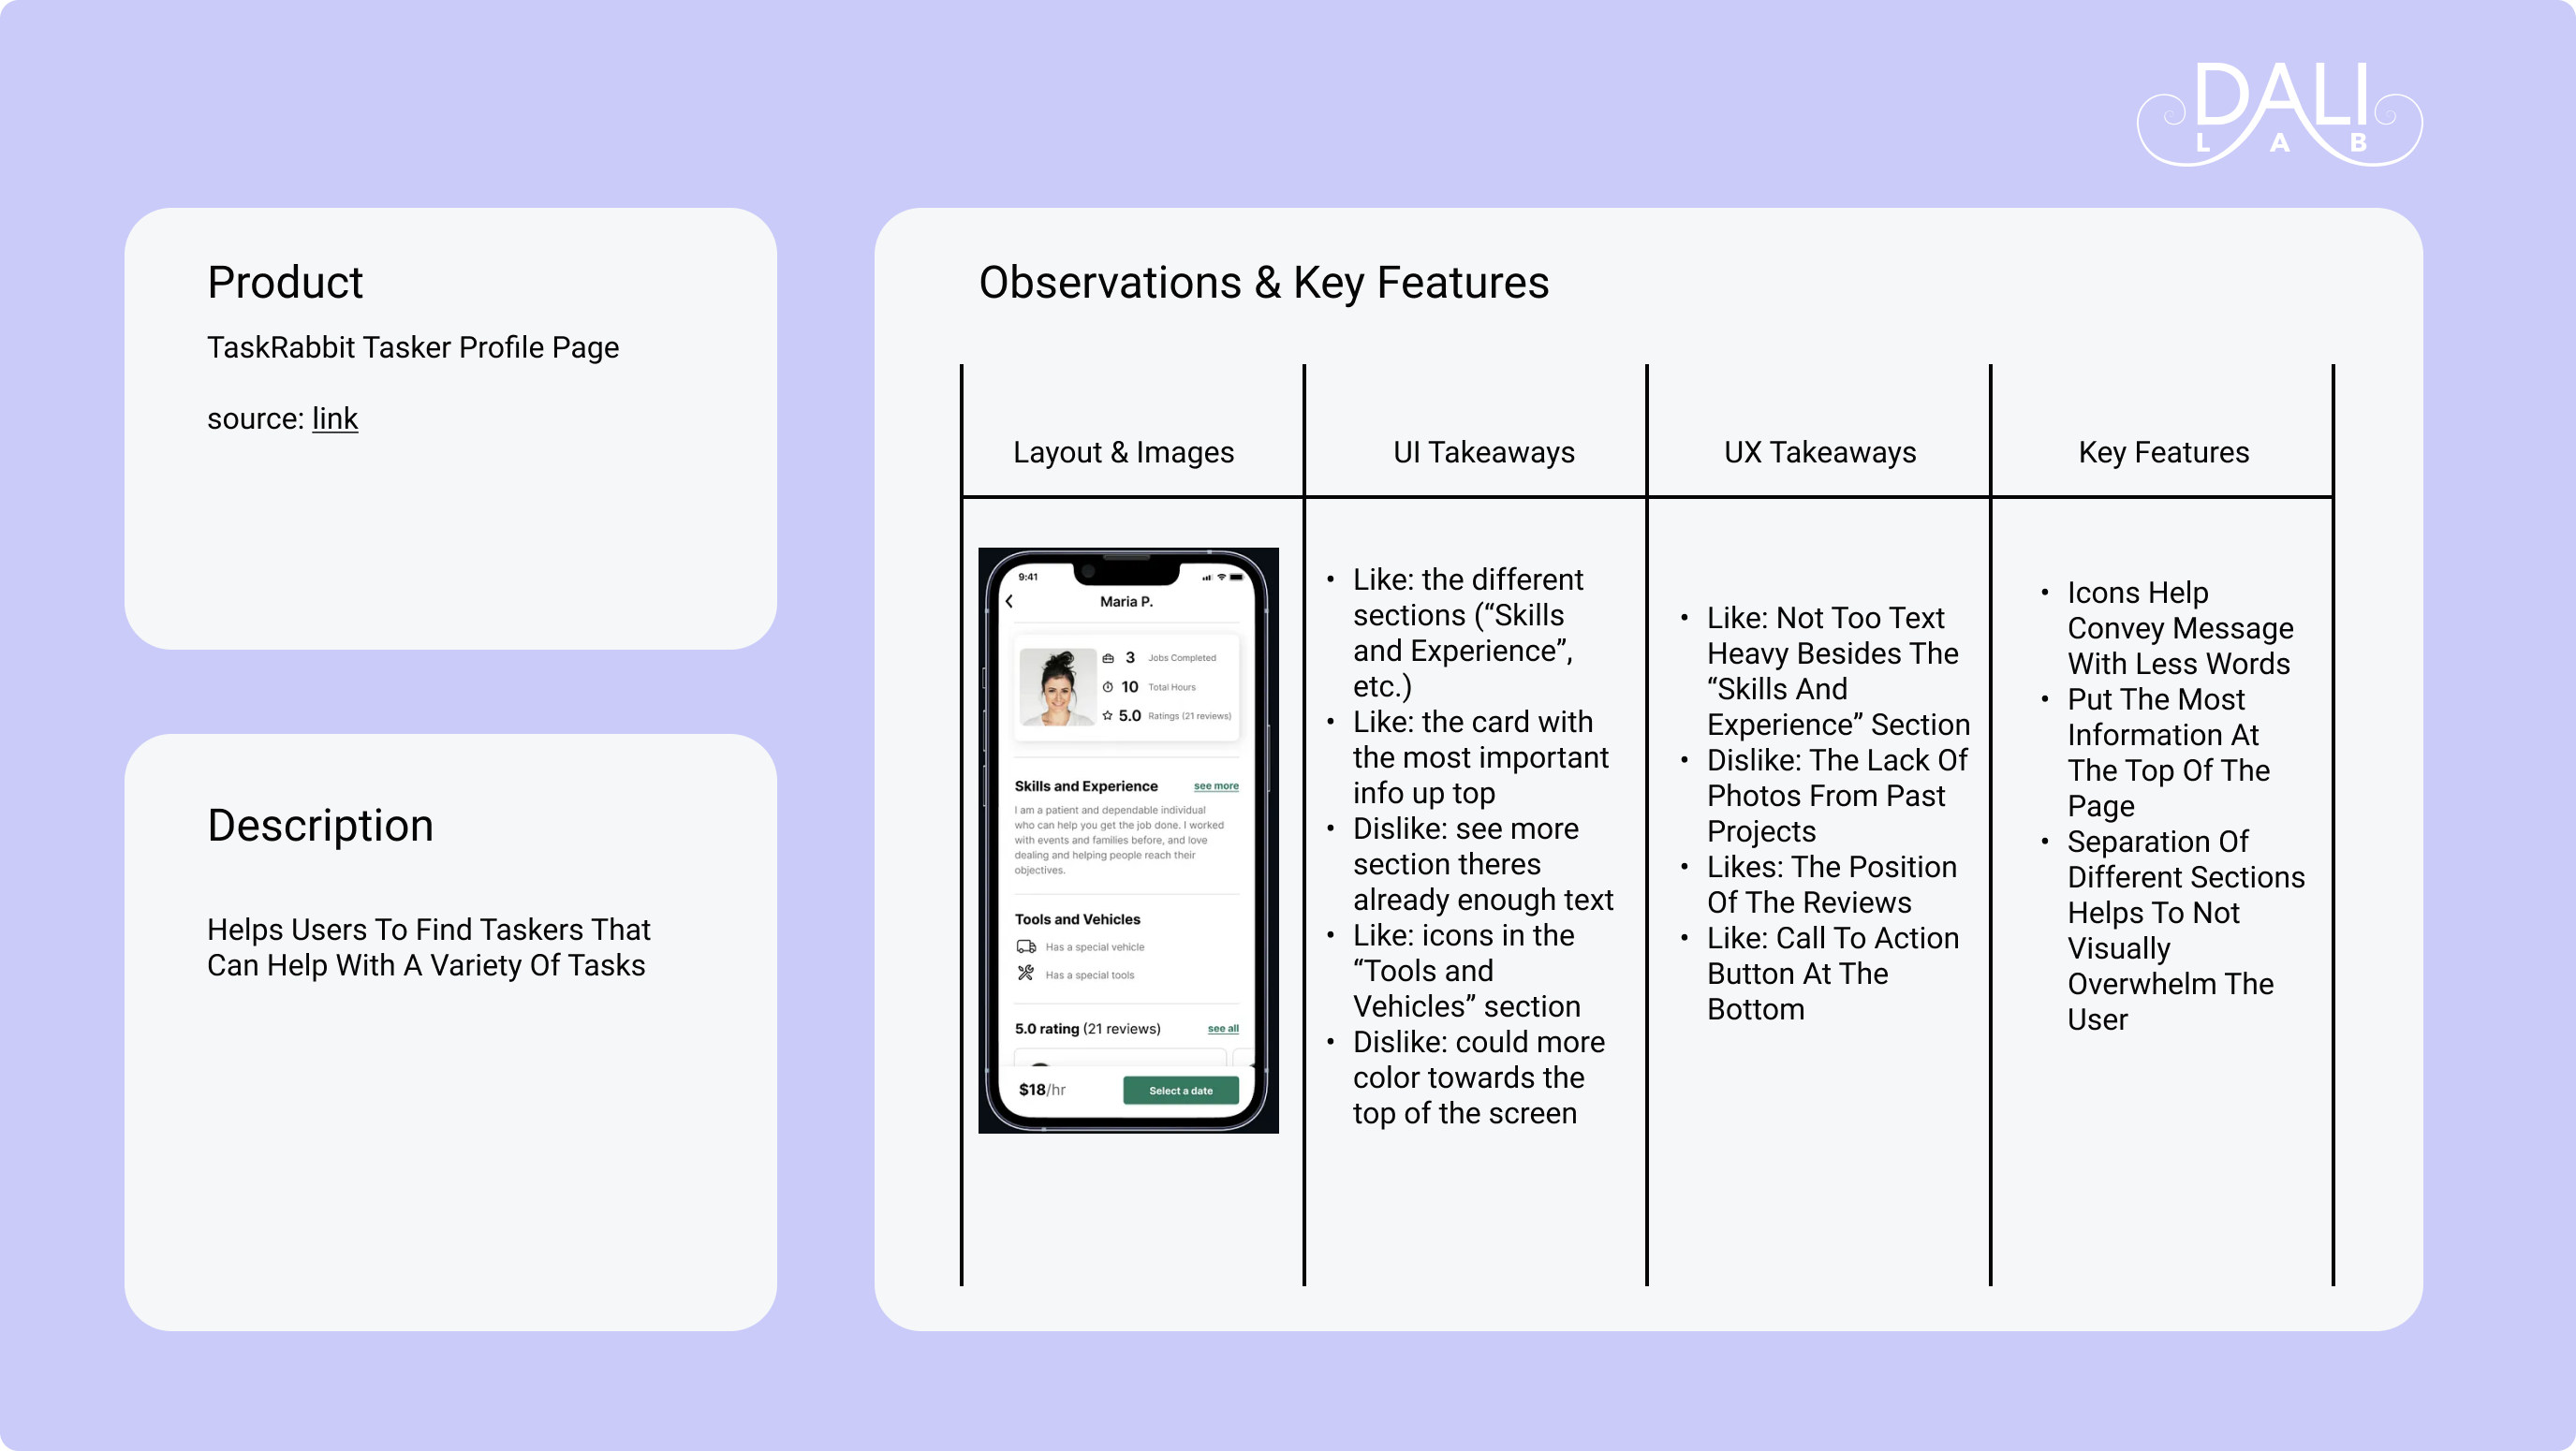 DALI
L A B
Product
TaskRabbit Tasker Profile Page
source: link
Description
Helps Users To Find Taskers That
Can Help With A Variety Of Tasks
Observations & Key Features
Layout & Images
UI Takeaways
UX Takeaways
Key Features
9:41
Maria P.
3 Jobs Completed
10 Total Hours
5.0 Ratings (21 reviews)
Skills and Experience see more
I am a patient and dependable individual
who can help you get the job done. I worked
with events and families before, and love
dealing and helping people reach their
objectives.
Tools and Vehicles
Has a special vehicle
Has a special tools
5.0 rating (21 reviews) see all
$18/hr Select a date
• Like: the different
sections (“Skills
and Experience”,
etc.)
• Like: the card with
the most important
info up top
• Dislike: see more
section theres
already enough text
• Like: icons in the
“Tools and
Vehicles” section
• Dislike: could more
color towards the
top of the screen
• Like: Not Too Text
Heavy Besides The
“Skills And
Experience” Section
• Dislike: The Lack Of
Photos From Past
Projects
• Likes: The Position
Of The Reviews
• Like: Call To Action
Button At The
Bottom
• Icons Help
Convey Message
With Less Words
• Put The Most
Information At
The Top Of The
Page
• Separation Of
Different Sections
Helps To Not
Visually
Overwhelm The
User